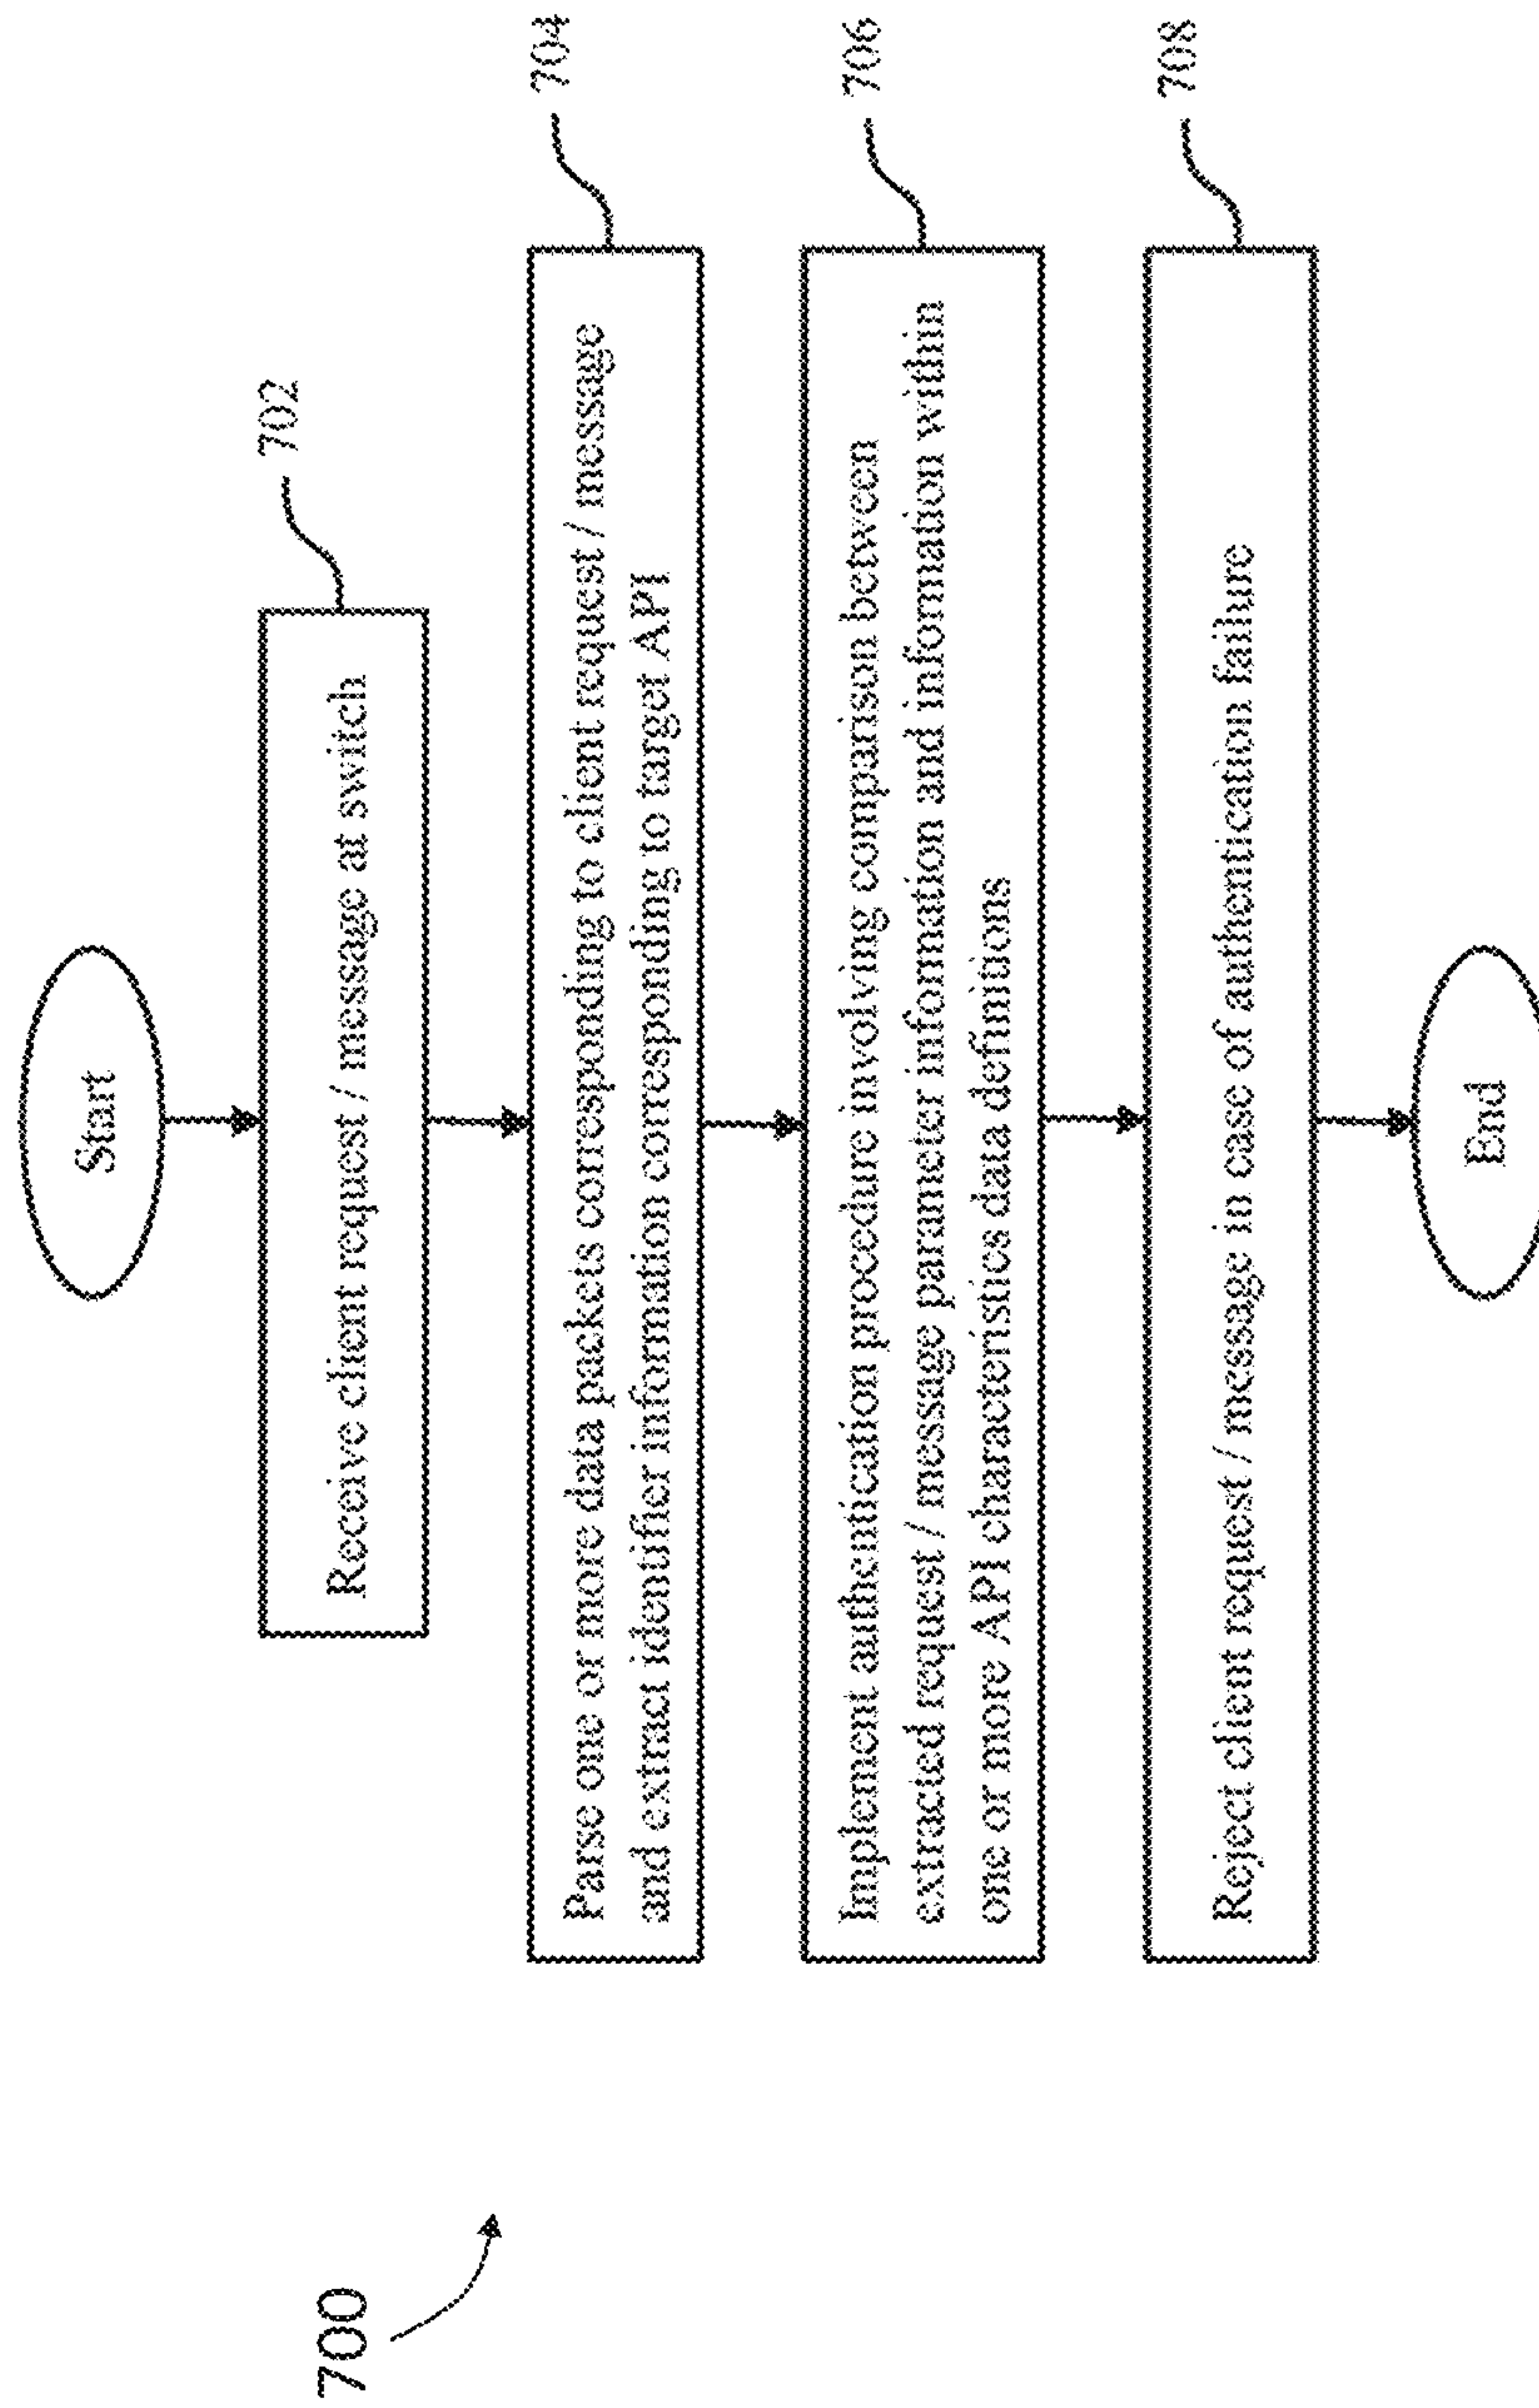 700
Start
702
Receive client request / message at switch
704
Parse one or more data packets corresponding to client request / message
and extract identifier information corresponding to target API
706
Implement authentication procedure involving comparison between
extracted request / message parameter information and information within
one or more API characteristics data definitions
708
Reject client request / message in case of authentication failure
End